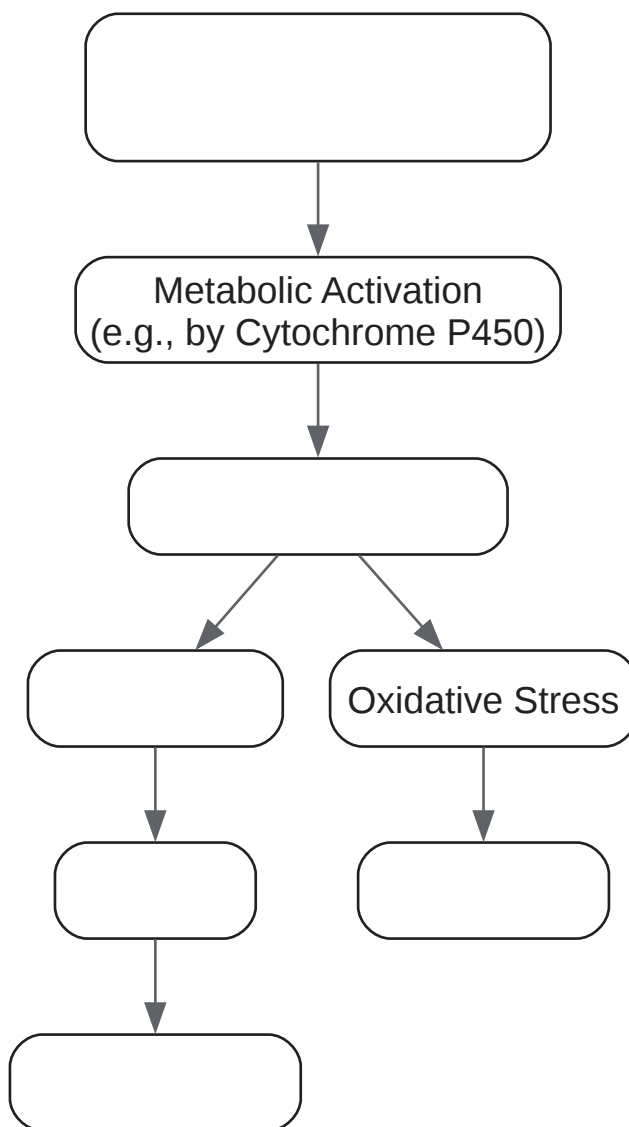 Metabolic Activation
(e.g., by Cytochrome P450)
Oxidative Stress